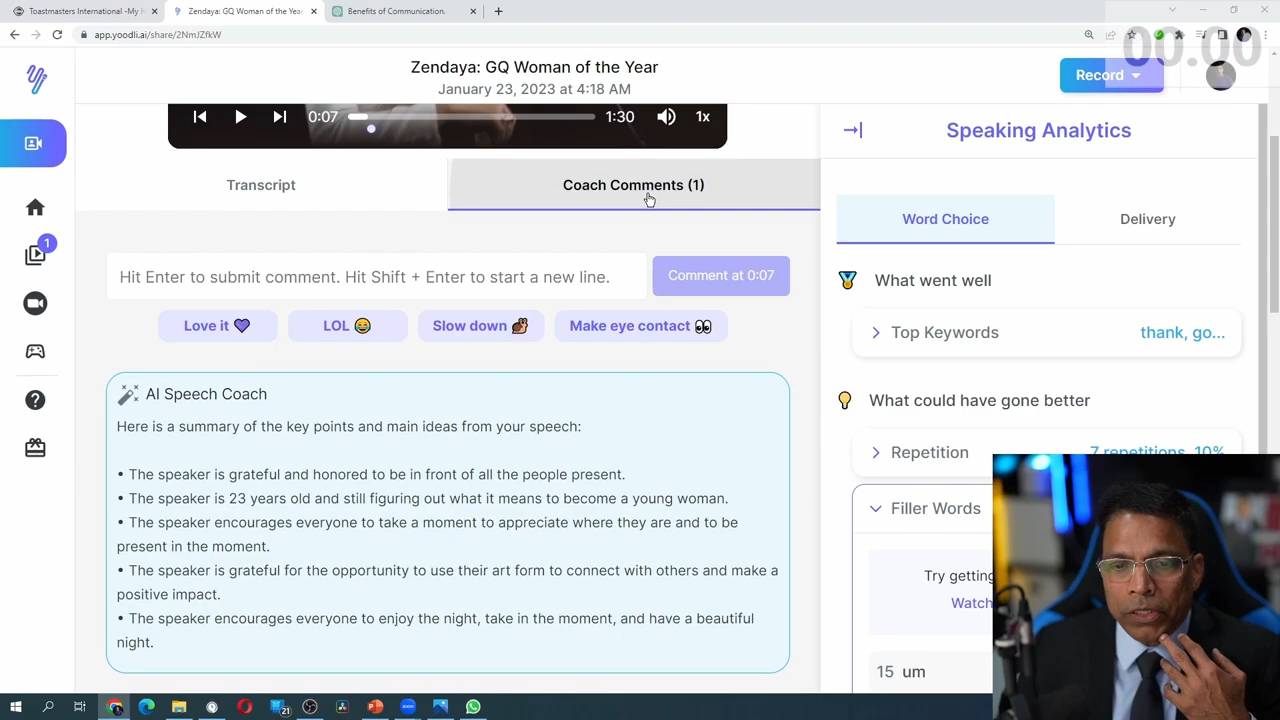 Toastmasters International -My H
Zendaya: GQ Woman of the Yea
Benefits of Communication.
app.yoodli.ai/share/2NmJZfkW
00.00
Zendaya: GQ Woman of the Year
January 23, 2023 at 4:18 AM
Record
0:07
1:30
1x
Speaking Analytics
Transcript
Coach Comments (1)
Word Choice
Delivery
1
Hit Enter to submit comment. Hit Shift + Enter to start a new line.
Comment at 0:07
What went well
Love it 💜
LOL 😂
Slow down
Make eye contact 👀
Top Keywords
thank, go...
AI Speech Coach
What could have gone better
Here is a summary of the key points and main ideas from your speech:
Repetition
7 repetitions, 10%
• The speaker is grateful and honored to be in front of all the people present.
• The speaker is 23 years old and still figuring out what it means to become a young woman.
Filler Words
• The speaker encourages everyone to take a moment to appreciate where they are and to be
present in the moment.
• The speaker is grateful for the opportunity to use their art form to connect with others and make a
positive impact.
Try getting
Watch
• The speaker encourages everyone to enjoy the night, take in the moment, and have a beautiful
night.
15 um
21
zoom